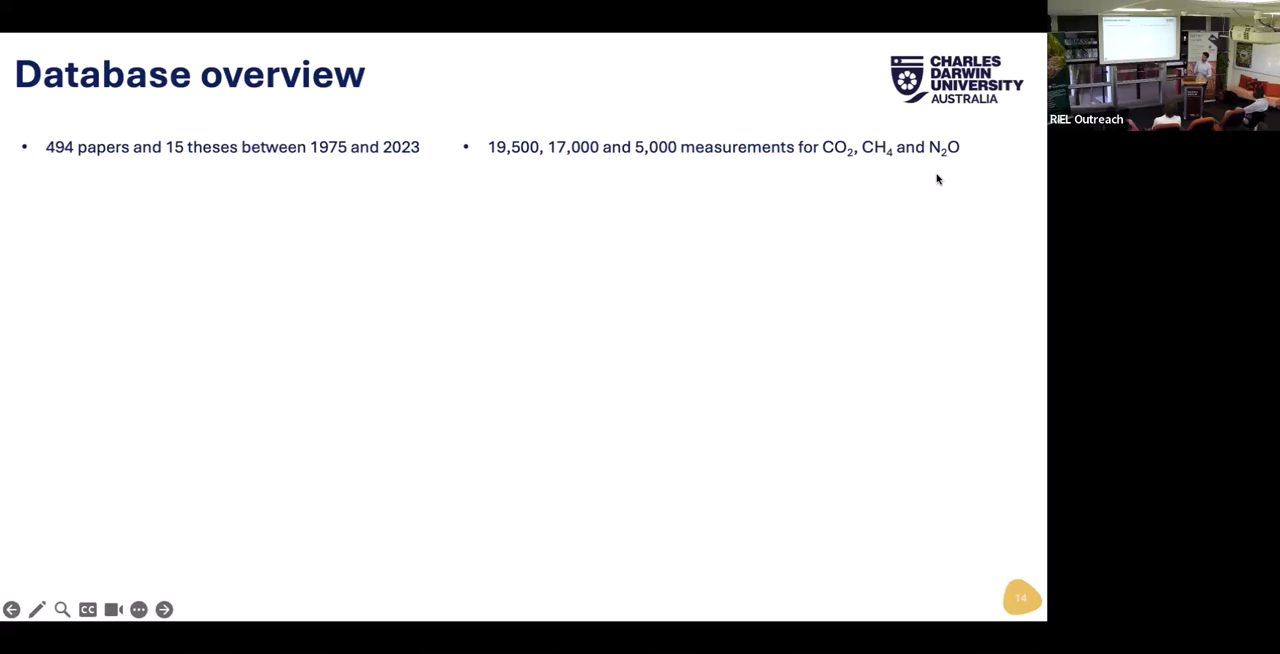 Database overview
CHARLES
DARWIN
UNIVERSITY
AUSTRALIA
• 494 papers and 15 theses between 1975 and 2023
• 19,500, 17,000 and 5,000 measurements for CO₂, CH₄ and N₂O
RIEL Outreach
CC
14